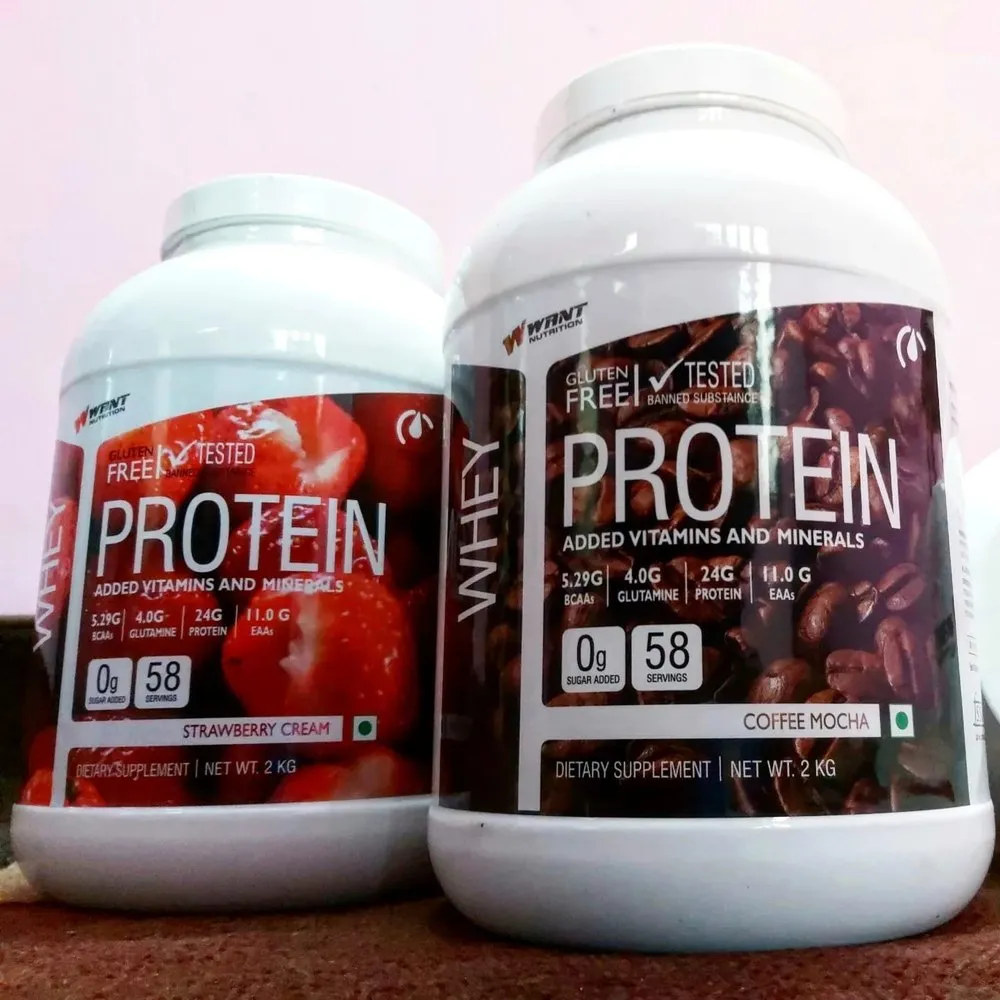 WANT
NUTRITION
GLUTEN
FREE
TESTED
WHEY
PROTEIN
ADDED VITAMINS AND MINERALS
5.29G
BCAAs
4.0G
GLUTAMINE
24G
PROTEIN
11.0 G
EAAs
0g
SUGAR ADDED
58
SERVINGS
STRAWBERRY CREAM
DIETARY SUPPLEMENT | NET WT. 2 KG
WANT
NUTRITION
GLUTEN
FREE
TESTED
BANNED SUBSTAINCE
WHEY
PROTEIN
ADDED VITAMINS AND MINERALS
5.29G
BCAAs
4.0G
GLUTAMINE
24G
PROTEIN
11.0 G
EAAs
0g
SUGAR ADDED
58
SERVINGS
COFFEE MOCHA
DIETARY SUPPLEMENT | NET WT. 2 KG